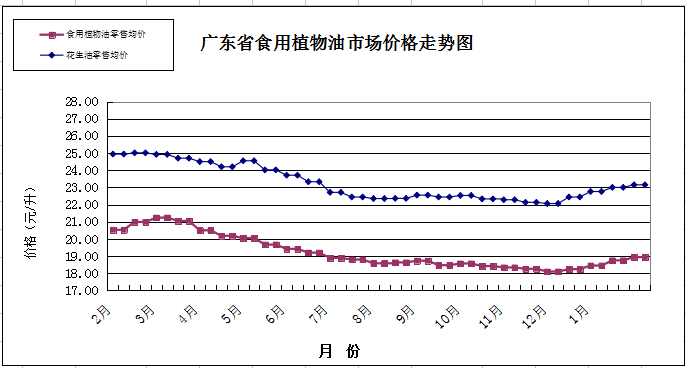 食用植物油零售均价
花生油零售均价
广东省食用植物油市场价格走势图
价格（元/升）
28.00
27.00
26.00
25.00
24.00
23.00
22.00
21.00
20.00
19.00
18.00
17.00
2月 3月 4月 5月 6月 7月 8月 9月 10月 11月 12月 1月
月 份